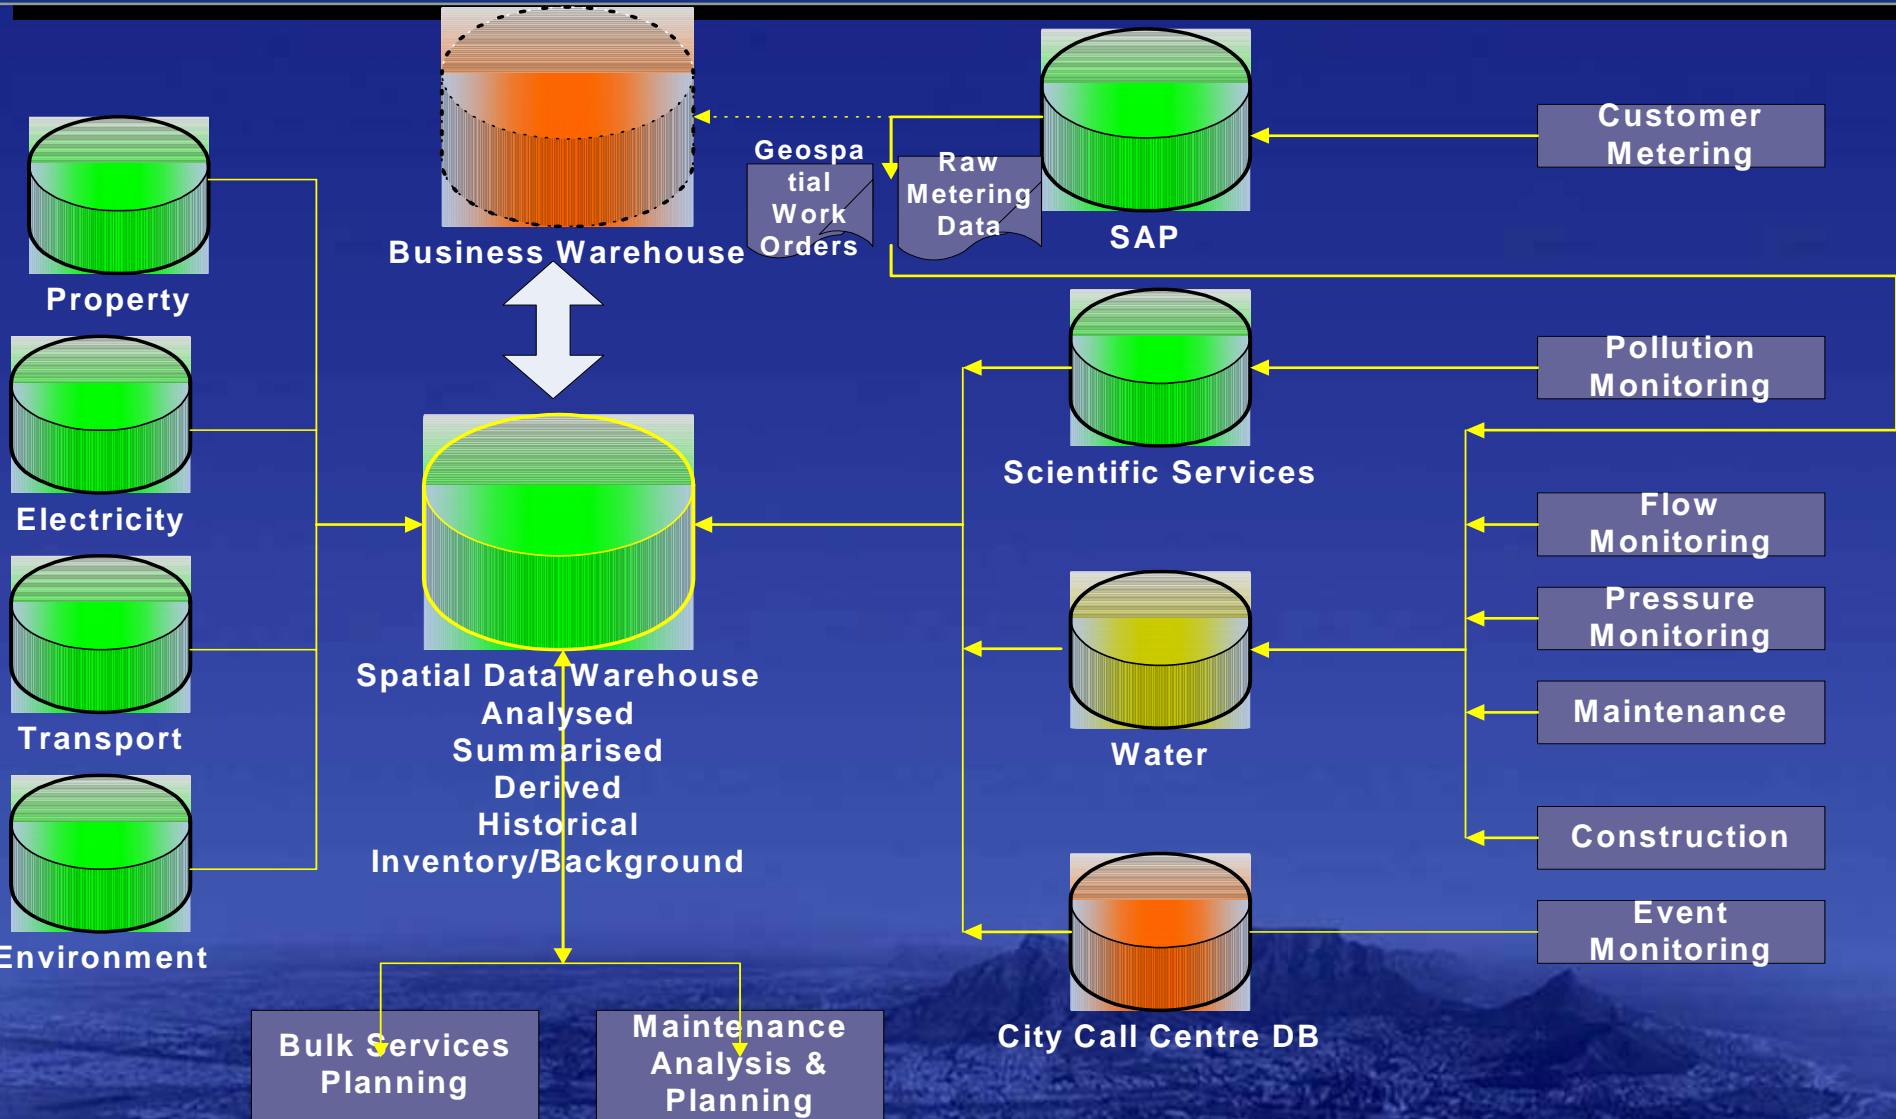 Property
Electricity
Transport
Environment
Business Warehouse
Geospa
tial
Work
Orders
Raw
Metering
Data
SAP
Customer
Metering
Scientific Services
Pollution
Monitoring
Spatial Data Warehouse
Analysed
Summarised
Derived
Historical
Inventory/Background
Water
Flow
Monitoring
Pressure
Monitoring
Maintenance
Construction
Event
Monitoring
City Call Centre DB
Bulk Services
Planning
Maintenance
Analysis &
Planning